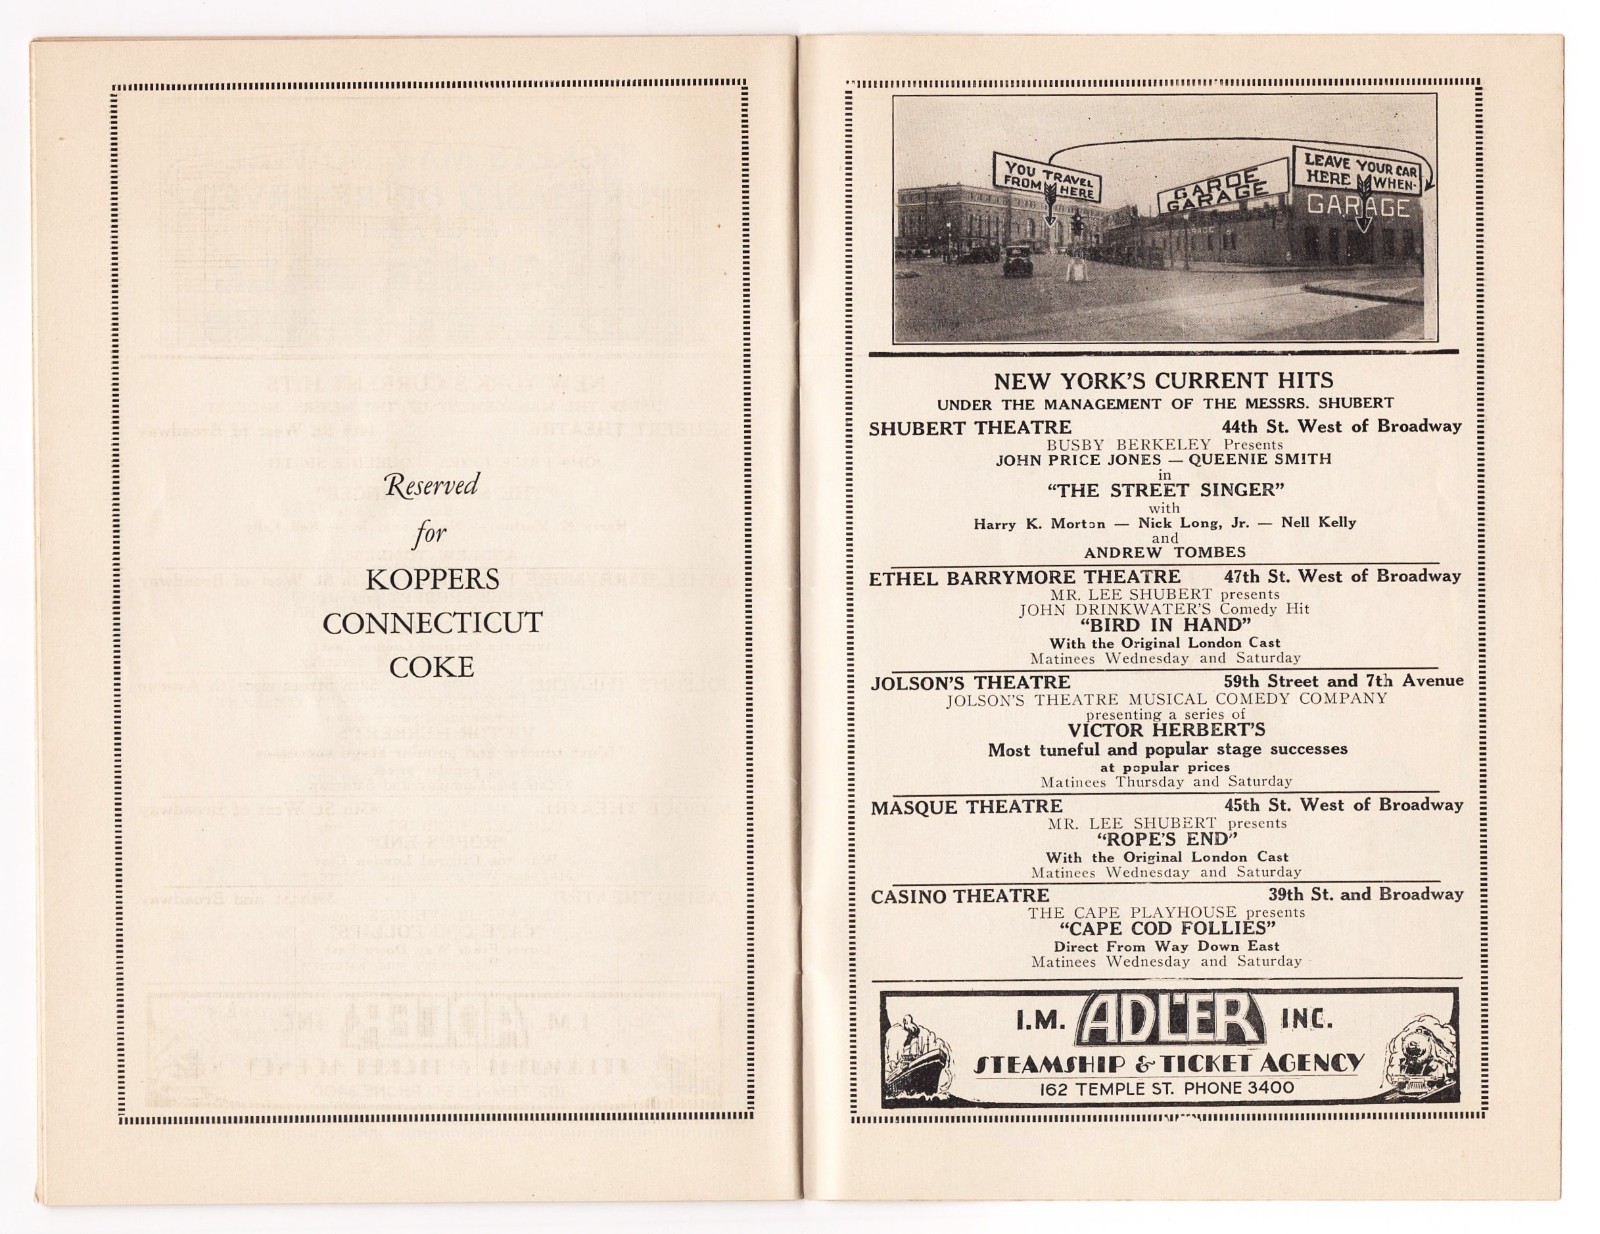 Reserved
for
KOPPERS
CONNECTICUT
COKE
YOU TRAVEL
FROM HERE
GARDE
GARAGE
LEAVE YOUR CAR
HERE WHEN-
GARAGE
NEW YORK'S CURRENT HITS
UNDER THE MANAGEMENT OF THE MESSRS. SHUBERT
SHUBERT THEATRE 44th St. West of Broadway
BUSBY BERKELEY Presents
JOHN PRICE JONES — QUEENIE SMITH
in
"THE STREET SINGER"
with
Harry K. Morton — Nick Long, Jr. — Nell Kelly
and
ANDREW TOMBES
ETHEL BARRYMORE THEATRE 47th St. West of Broadway
MR. LEE SHUBERT presents
JOHN DRINKWATER'S Comedy Hit
"BIRD IN HAND"
With the Original London Cast
Matinees Wednesday and Saturday
JOLSON'S THEATRE 59th Street and 7th Avenue
JOLSON'S THEATRE MUSICAL COMEDY COMPANY
presenting a series of
VICTOR HERBERT'S
Most tuneful and popular stage successes
at popular prices
Matinees Thursday and Saturday
MASQUE THEATRE 45th St. West of Broadway
MR. LEE SHUBERT presents
"ROPE'S END"
With the Original London Cast
Matinees Wednesday and Saturday
CASINO THEATRE 39th St. and Broadway
THE CAPE PLAYHOUSE presents
"CAPE COD FOLLIES"
Direct From Way Down East
Matinees Wednesday and Saturday
I.M. ADLER INC.
STEAMSHIP & TICKET AGENCY
162 TEMPLE ST. PHONE 3400